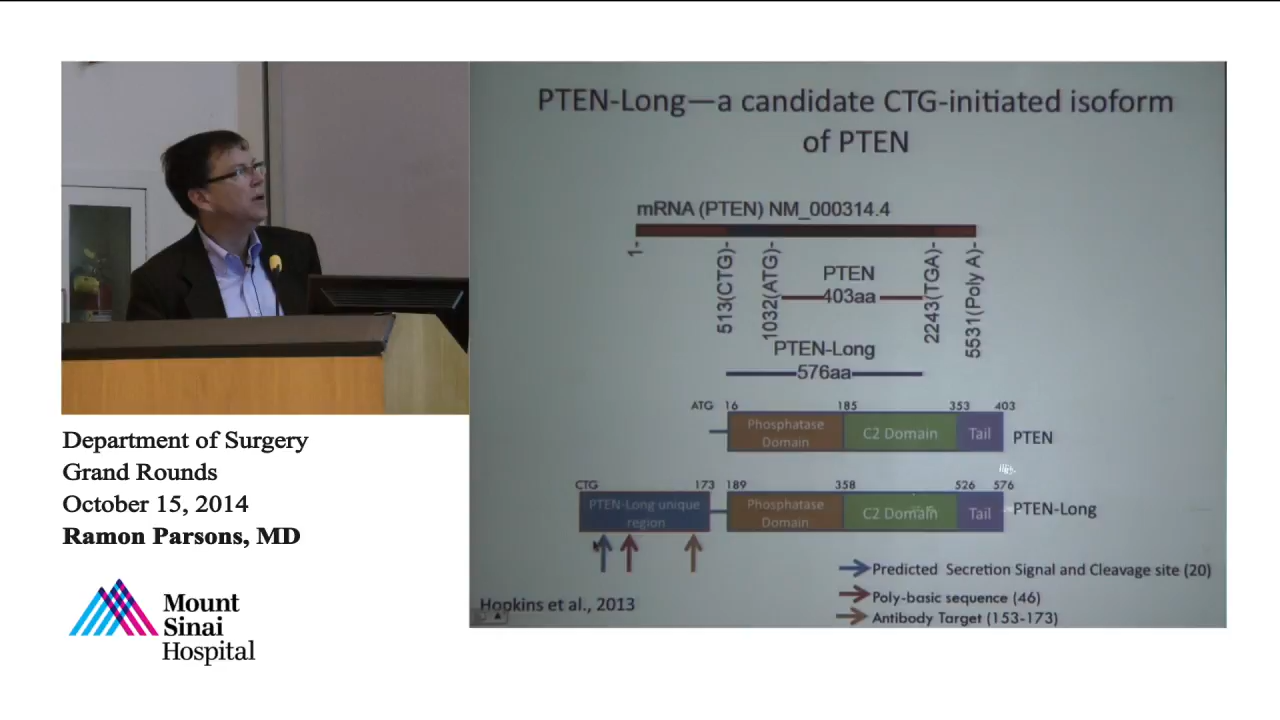 PTEN-Long—a candidate CTG-initiated isoform
of PTEN
mRNA (PTEN) NM_000314.4
1-
513(CTG)-
1032(ATG)-
PTEN
403aa
2243(TGA)-
5531(Poly A)-
PTEN-Long
576aa
ATG 16 185 353 403
Phosphatase
Domain
C2 Domain
Tail
PTEN
CTG 173 189 358 526 576
PTEN-Long unique
region
Phosphatase
Domain
C2 Domain
Tail
PTEN-Long
Predicted Secretion Signal and Cleavage site (20)
Poly-basic sequence (46)
Antibody Target (153-173)
Hopkins et al., 2013
Department of Surgery
Grand Rounds
October 15, 2014
Ramon Parsons, MD
Mount
Sinai
Hospital